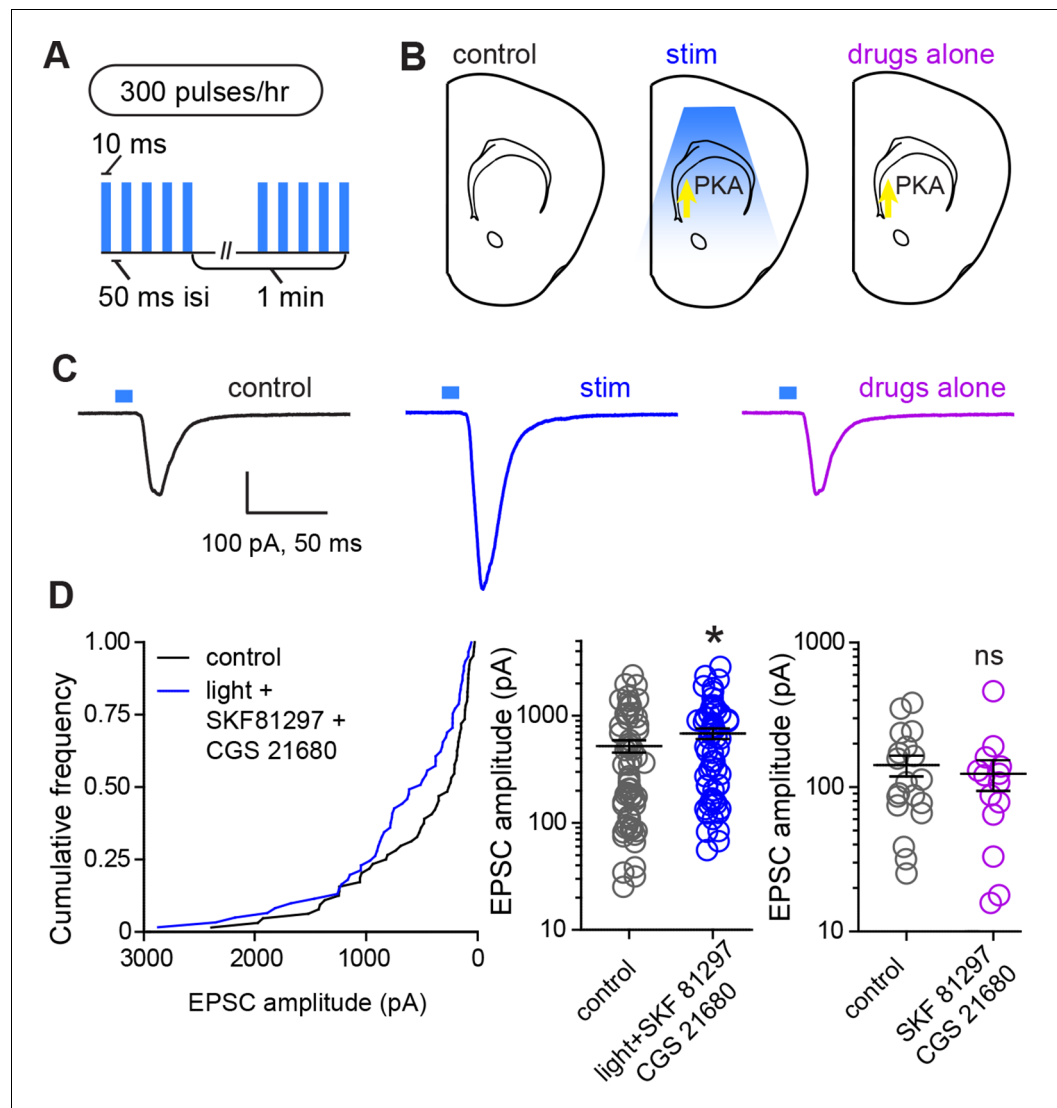 A
300 pulses/hr
10 ms
50 ms isi
//
1 min
B
control
stim
drugs alone
PKA
PKA
C
control
stim
drugs alone
100 pA, 50 ms
D
Cumulative frequency
1.00
0.75
0.50
0.25
0
control
light +
SKF81297 +
CGS 21680
3000
2000
1000
0
EPSC amplitude (pA)
EPSC amplitude (pA)
1000
100
10
*
control
light+SKF 81297
CGS 21680
EPSC amplitude (pA)
1000
100
10
ns
control
SKF 81297
CGS 21680